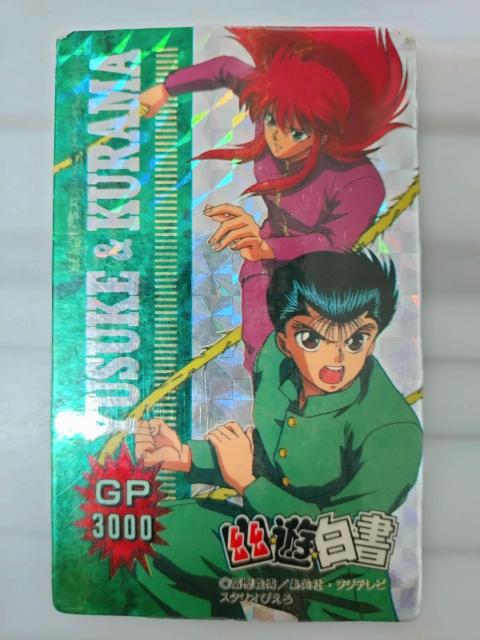 YUSUKE & KURAMA
GP
3000
幽☆遊☆白書
©冨樫義博／集英社・フジテレビ
スタジオぴえろ